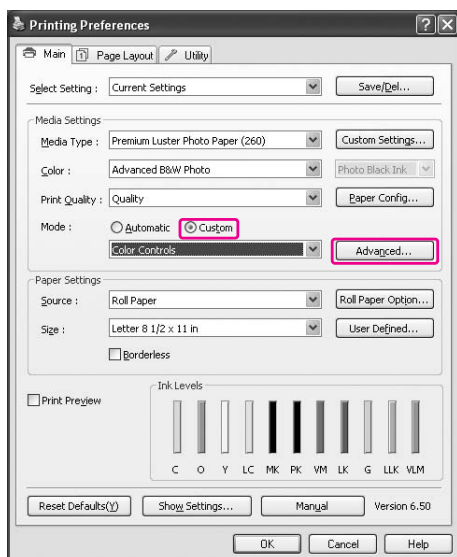 Printing Preferences
Main Page Layout Utility
Select Setting : Current Settings Save/Del...
Media Settings
Media Type : Premium Luster Photo Paper (260) Custom Settings...
Color : Advanced B&W Photo Photo Black Ink
Print Quality : Quality Paper Config...
Mode : Automatic Custom
Color Controls Advanced...
Paper Settings
Source : Roll Paper Roll Paper Option...
Size : Letter 8 1/2 x 11 in User Defined...
Borderless
Print Preview Ink Levels
C O Y LC MK PK VM LK G LLK VLM
Reset Defaults(Y) Show Settings... Manual Version 6.50
OK Cancel Help